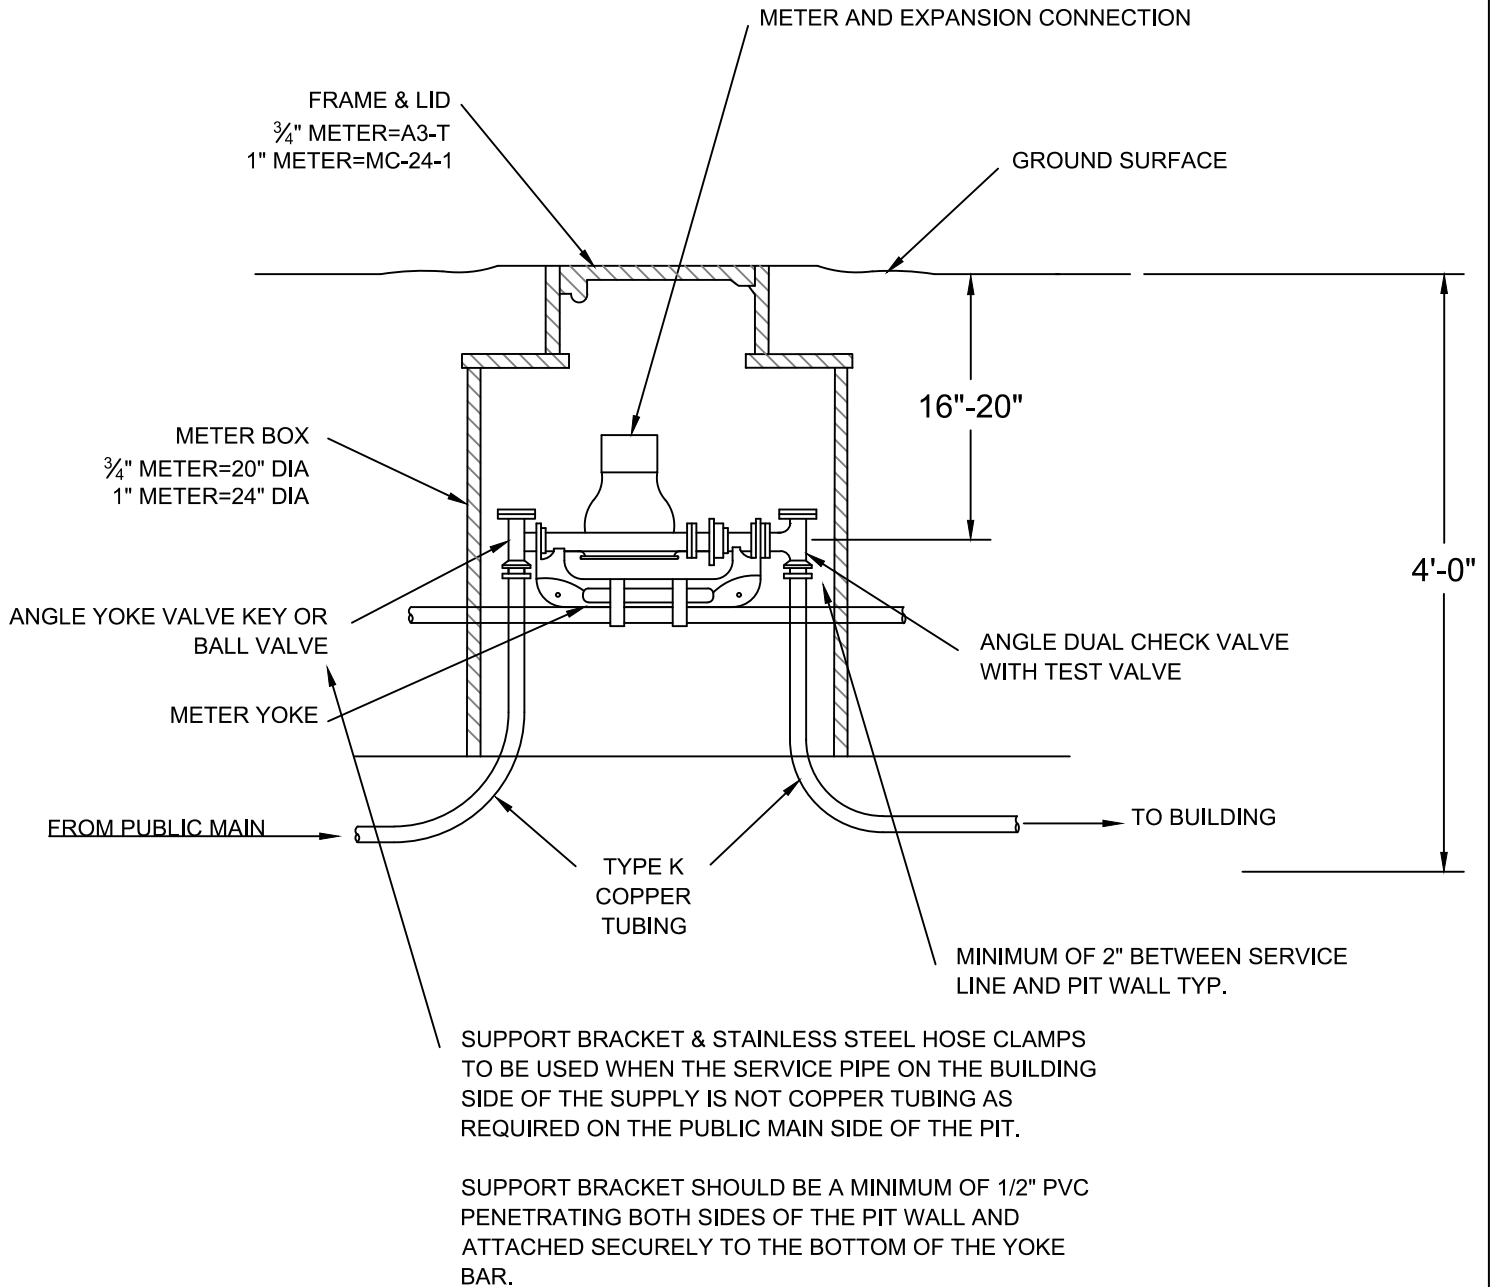 METER AND EXPANSION CONNECTION
FRAME & LID
¾" METER=A3-T
1" METER=MC-24-1
GROUND SURFACE
16"-20"
METER BOX
¾" METER=20" DIA
1" METER=24" DIA
4'-0"
ANGLE YOKE VALVE KEY OR
BALL VALVE
ANGLE DUAL CHECK VALVE
WITH TEST VALVE
METER YOKE
FROM PUBLIC MAIN
TO BUILDING
TYPE K
COPPER
TUBING
MINIMUM OF 2" BETWEEN SERVICE
LINE AND PIT WALL TYP.
SUPPORT BRACKET & STAINLESS STEEL HOSE CLAMPS
TO BE USED WHEN THE SERVICE PIPE ON THE BUILDING
SIDE OF THE SUPPLY IS NOT COPPER TUBING AS
REQUIRED ON THE PUBLIC MAIN SIDE OF THE PIT.
SUPPORT BRACKET SHOULD BE A MINIMUM OF 1/2" PVC
PENETRATING BOTH SIDES OF THE PIT WALL AND
ATTACHED SECURELY TO THE BOTTOM OF THE YOKE
BAR.